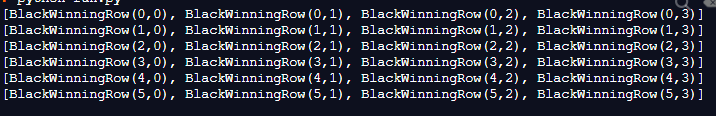 python run.py
[BlackWinningRow(0,0), BlackWinningRow(0,1), BlackWinningRow(0,2), BlackWinningRow(0,3)]
[BlackWinningRow(1,0), BlackWinningRow(1,1), BlackWinningRow(1,2), BlackWinningRow(1,3)]
[BlackWinningRow(2,0), BlackWinningRow(2,1), BlackWinningRow(2,2), BlackWinningRow(2,3)]
[BlackWinningRow(3,0), BlackWinningRow(3,1), BlackWinningRow(3,2), BlackWinningRow(3,3)]
[BlackWinningRow(4,0), BlackWinningRow(4,1), BlackWinningRow(4,2), BlackWinningRow(4,3)]
[BlackWinningRow(5,0), BlackWinningRow(5,1), BlackWinningRow(5,2), BlackWinningRow(5,3)]